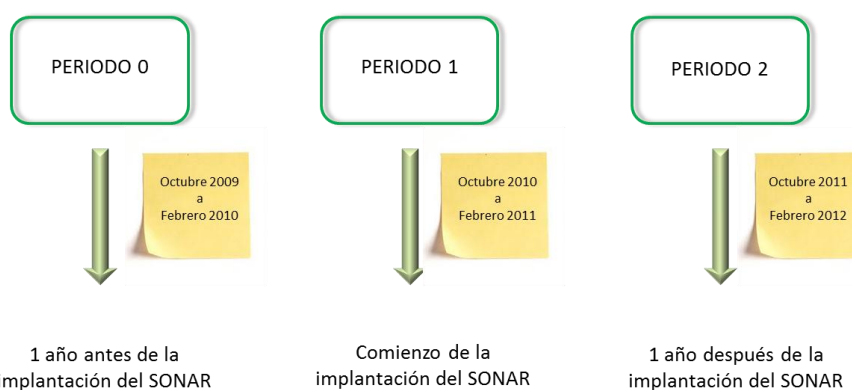 PERIODO 0
Octubre 2009
a
Febrero 2010
1 año antes de la
implantación del SONAR
PERIODO 1
Octubre 2010
a
Febrero 2011
Comienzo de la
implantación del SONAR
PERIODO 2
Octubre 2011
a
Febrero 2012
1 año después de la
implantación del SONAR